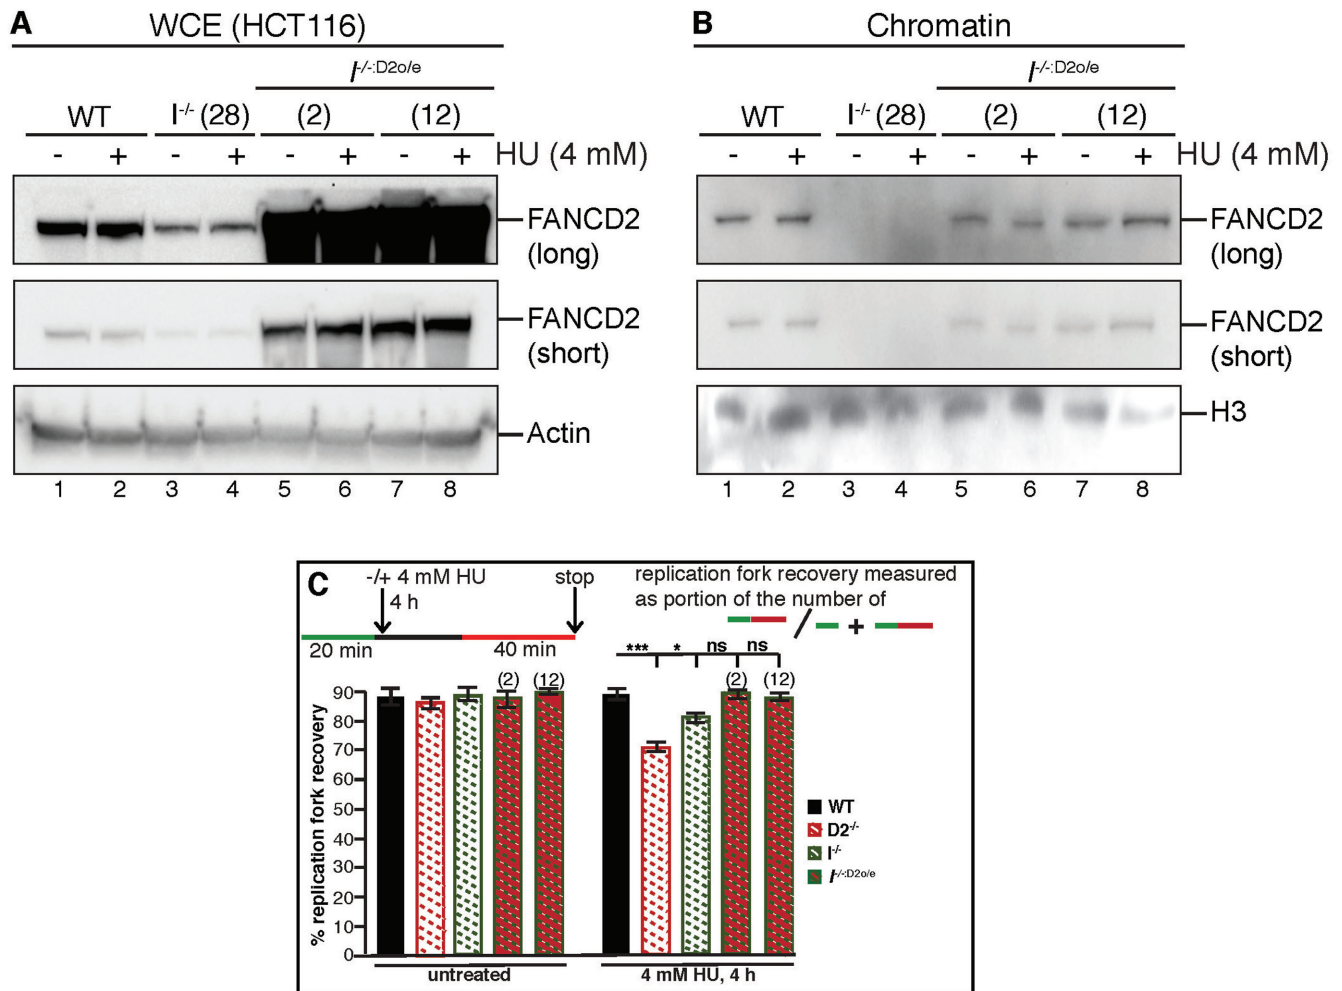 A
WCE (HCT116)
I-/-:D2o/e
WT I-/- (28) (2) (12)
- + - + - + - + HU (4 mM)
FANCD2
(long)
FANCD2
(short)
Actin
1 2 3 4 5 6 7 8
B
Chromatin
I-/-:D2o/e
WT I-/- (28) (2) (12)
- + - + - + - + HU (4 mM)
FANCD2
(long)
FANCD2
(short)
H3
1 2 3 4 5 6 7 8
C
-/+ 4 mM HU
4 h
stop
20 min
40 min
replication fork recovery measured
as portion of the number of
/ +
*** * ns ns
% replication fork recovery
90
80
70
60
50
40
30
20
10
0
(2) (12)
(2) (12)
untreated
4 mM HU, 4 h
WT
D2-/-
I-/-
I-/-:D2o/e